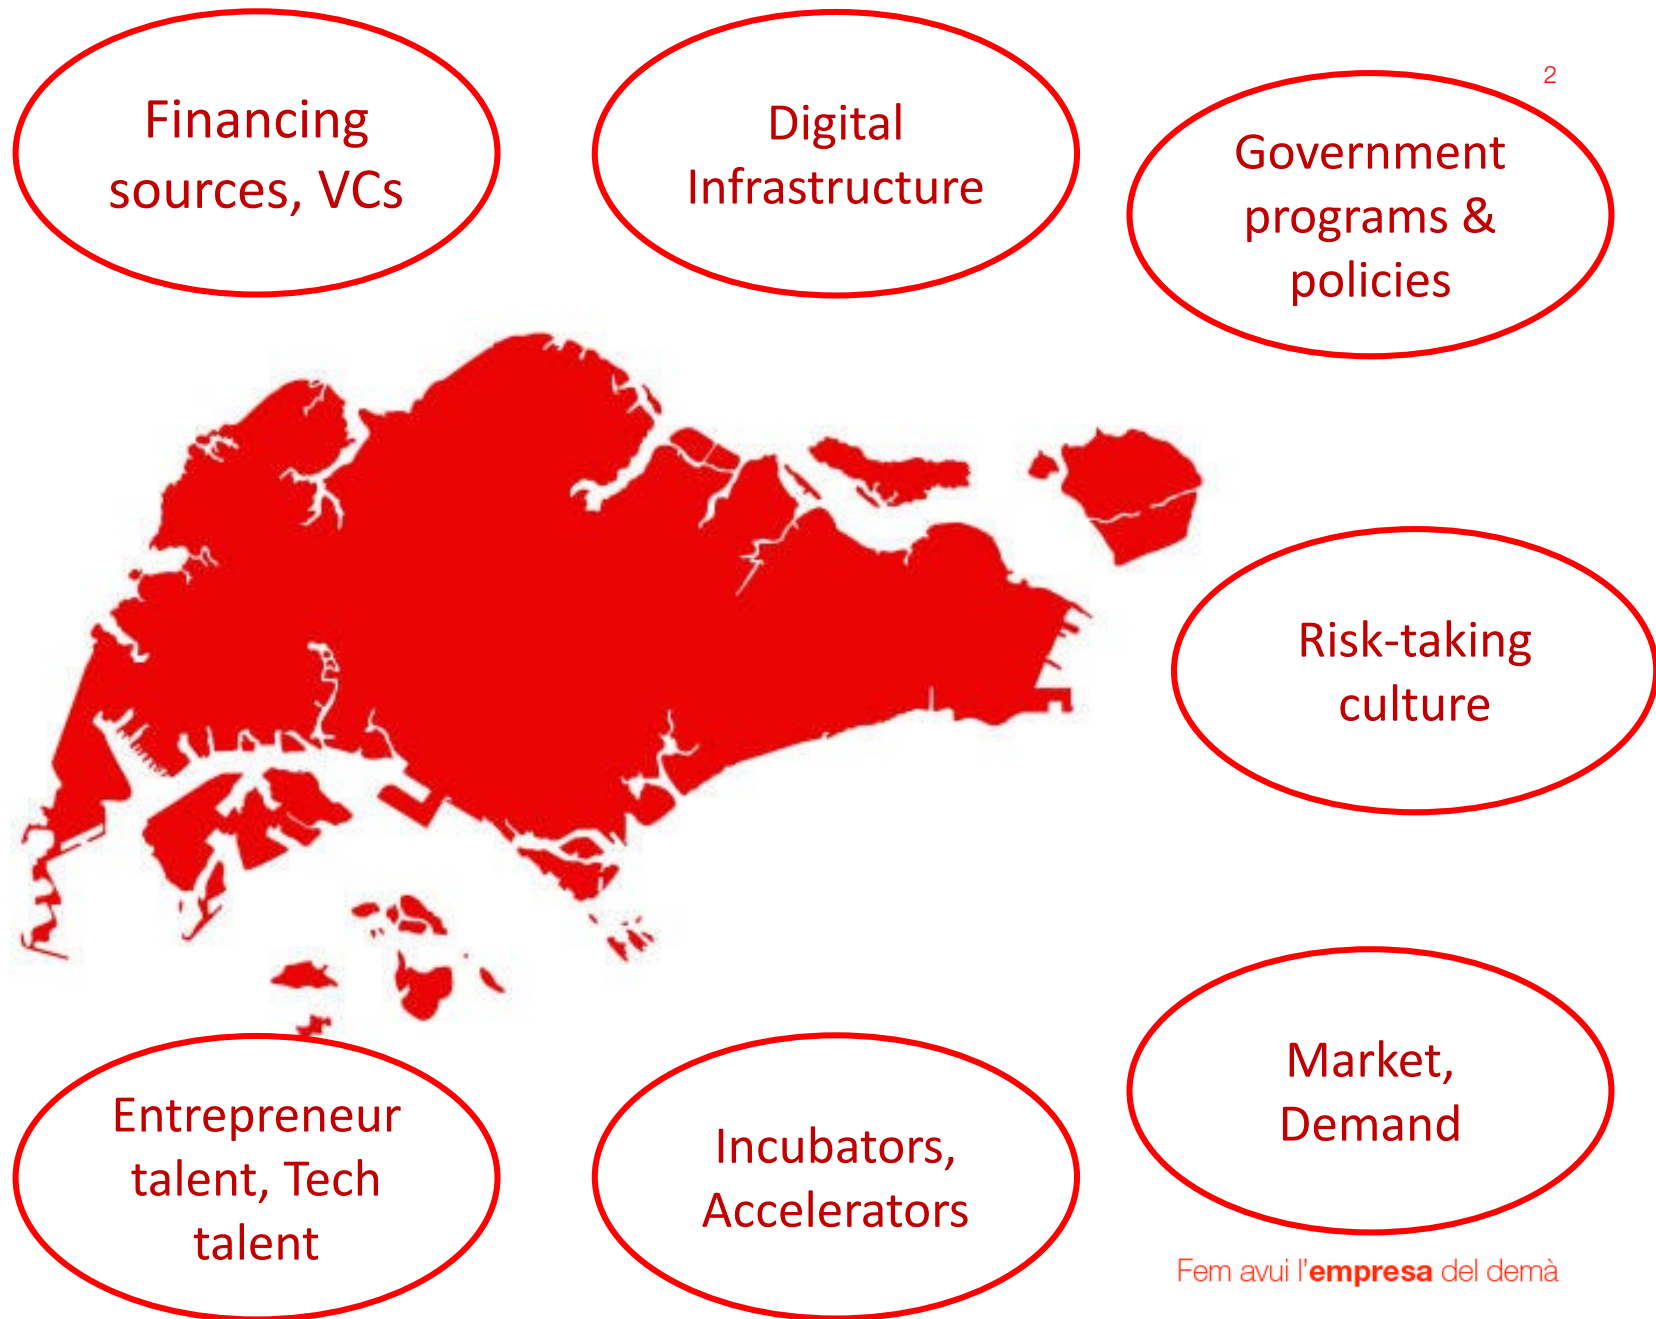 2
Financing
sources, VCs
Digital
Infrastructure
Government
programs &
policies
Risk-taking
culture
Market,
Demand
Entrepreneur
talent, Tech
talent
Incubators,
Accelerators
Fem avui l'empresa del demà